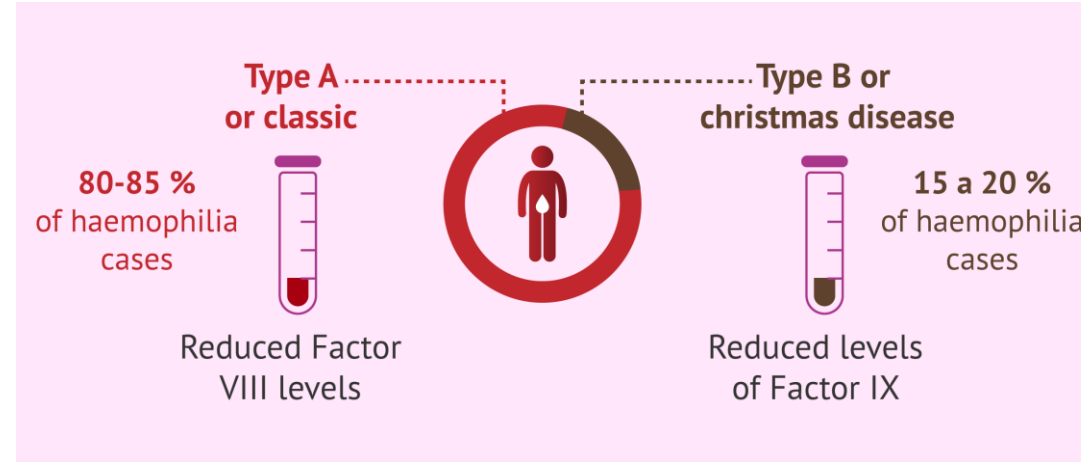 Type A
or classic
80-85 %
of haemophilia
cases
Reduced Factor
VIII levels
Type B or
christmas disease
15 a 20 %
of haemophilia
cases
Reduced levels
of Factor IX